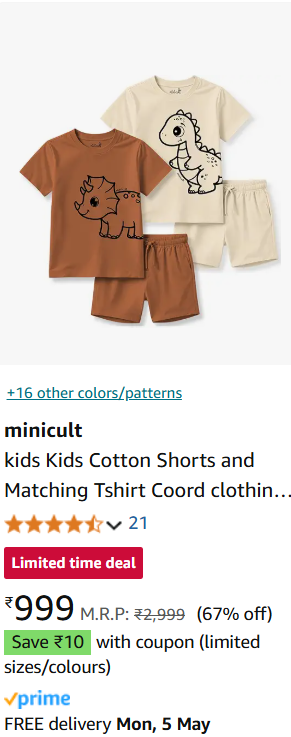 +16 other colors/patterns
minicult
kids Kids Cotton Shorts and
Matching Tshirt Coord clothin...
21
Limited time deal
₹999 M.R.P: ₹2,999 (67% off)
Save ₹10 with coupon (limited
sizes/colours)
prime
FREE delivery Mon, 5 May